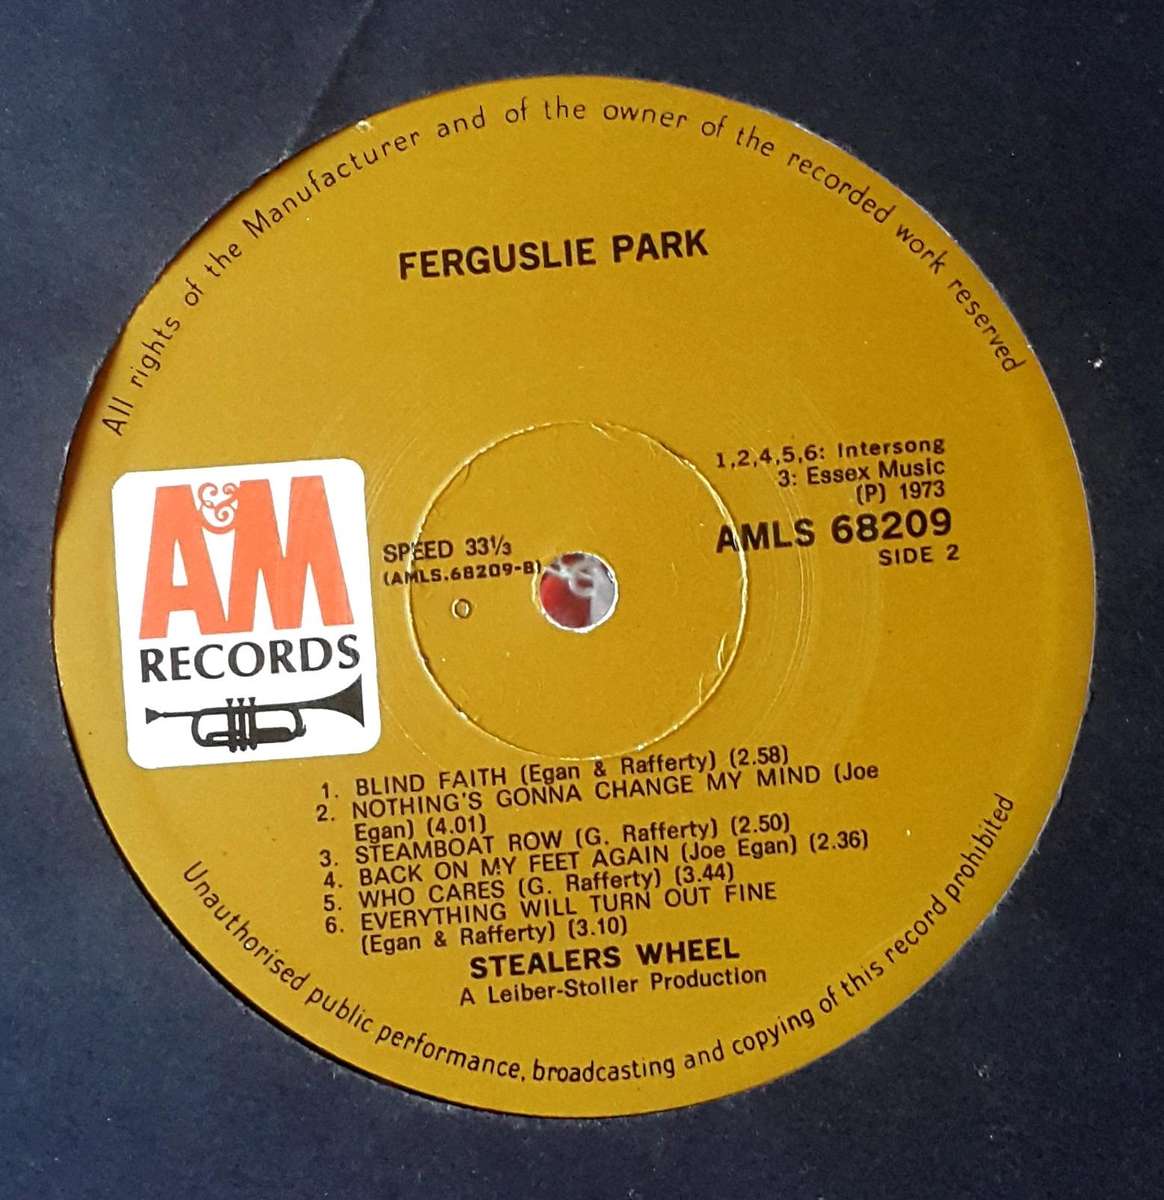 All rights of the Manufacturer and of the owner of the recorded work reserved
FERGUSLIE PARK
1,2,4,5,6: Intersong
3: Essex Music
(P) 1973
AMLS 68209
SIDE 2
SPEED 33⅓
(AMLS.68209-B)
A&M
RECORDS
1. BLIND FAITH (Egan & Rafferty) (2.58)
2. NOTHING'S GONNA CHANGE MY MIND (Joe
Egan) (4.01)
3. STEAMBOAT ROW (G. Rafferty) (2.50)
4. BACK ON MY FEET AGAIN (Joe Egan) (2.36)
5. WHO CARES (G. Rafferty) (3.44)
6. EVERYTHING WILL TURN OUT FINE
(Egan & Rafferty) (3.10)
STEALERS WHEEL
A Leiber-Stoller Production
Unauthorised public performance, broadcasting and copying of this record prohibited